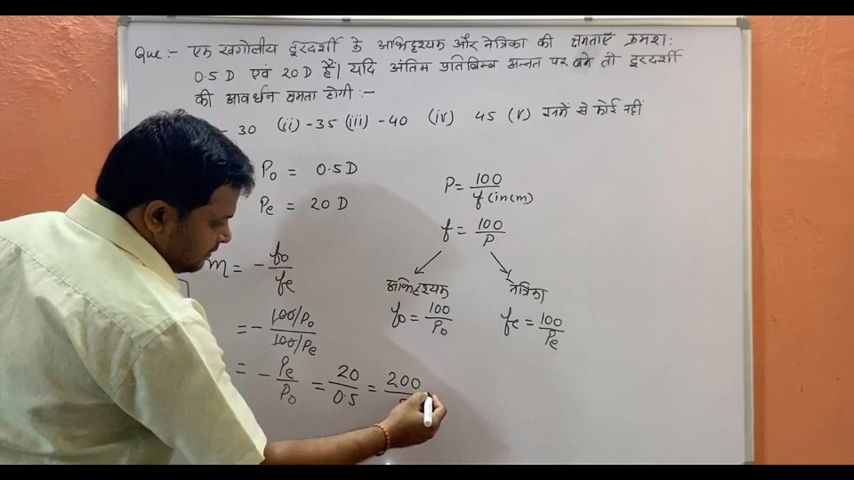 Que :- एक खगोलीय दूरदर्शी के अभिदृश्यक और नेत्रिका की क्षमताएँ क्रमश:
0.5 D एवं 20 D हैं| यदि अंतिम प्रतिबिम्ब अनन्त पर बने तो दूरदर्शी
की आवर्धन क्षमता होगी :-
- 30 (ii) - 35 (iii) - 40 (iv) 45 (v) इनमें से कोई नहीं
P₀ = 0.5 D
Pe = 20 D
m = - f₀/fe
= - 100/P₀ / 100/Pe
= - Pe/P₀ = 20/0.5 = 200
P = 100/f(in cm)
f = 100/P
अभिदृश्यक नेत्रिका
f₀ = 100/P₀ fe = 100/Pe